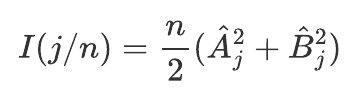 I(j/n) = \frac{n}{2}(\hat{A}_j^2 + \hat{B}_j^2)